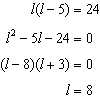 l(l − 5) = 24
l² − 5l − 24 = 0
(l − 8)(l + 3) = 0
l = 8